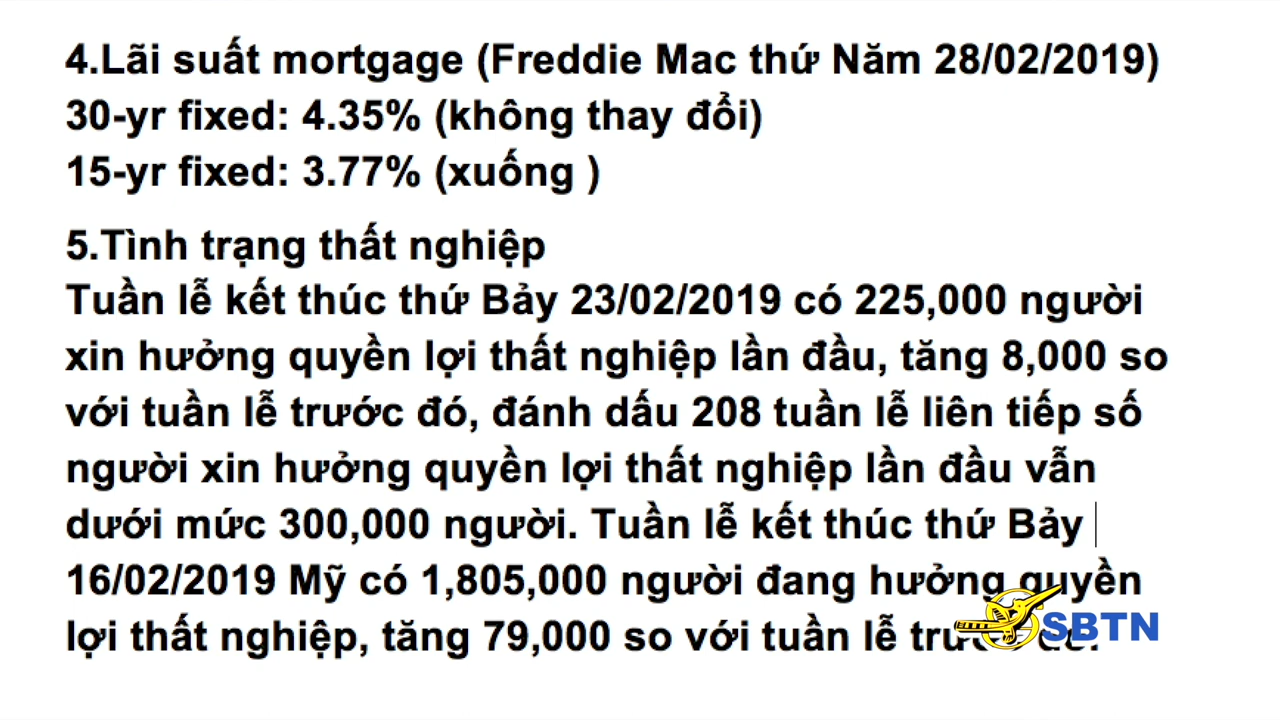 4.Lãi suất mortgage (Freddie Mac thứ Năm 28/02/2019)
30-yr fixed: 4.35% (không thay đổi)
15-yr fixed: 3.77% (xuống )
5.Tình trạng thất nghiệp
Tuần lễ kết thúc thứ Bảy 23/02/2019 có 225,000 người
xin hưởng quyền lợi thất nghiệp lần đầu, tăng 8,000 so
với tuần lễ trước đó, đánh dấu 208 tuần lễ liên tiếp số
người xin hưởng quyền lợi thất nghiệp lần đầu vẫn
dưới mức 300,000 người. Tuần lễ kết thúc thứ Bảy
16/02/2019 Mỹ có 1,805,000 người đang hưởng quyền
lợi thất nghiệp, tăng 79,000 so với tuần lễ
SBTN